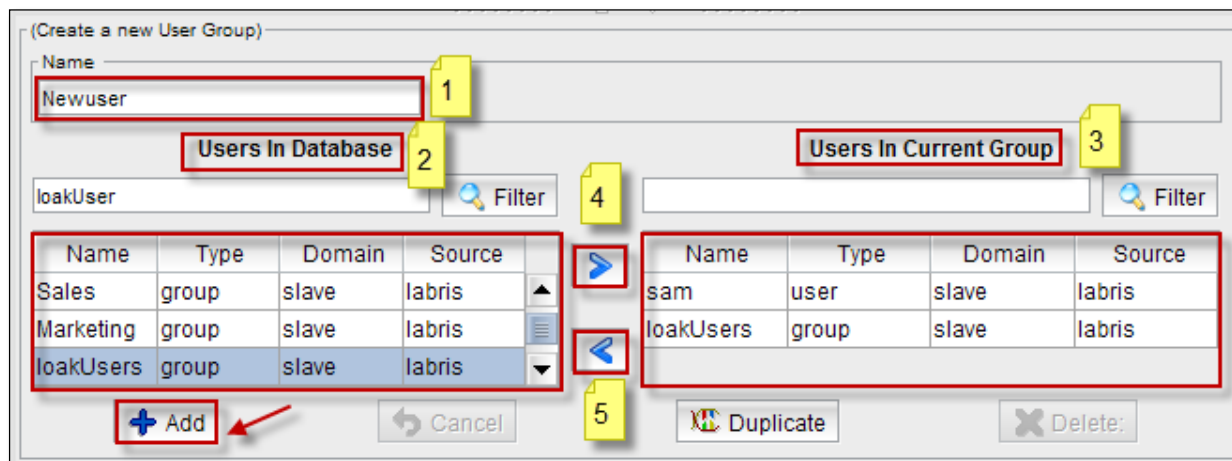 (Create a new User Group)
Name
Newuser
1
Users In Database
2
Users In Current Group
3
loakUser
Filter
4
Filter
Name Type Domain Source
Sales group slave labris
Marketing group slave labris
loakUsers group slave labris
Name Type Domain Source
sam user slave labris
loakUsers group slave labris
Add
Cancel
5
Duplicate
Delete: